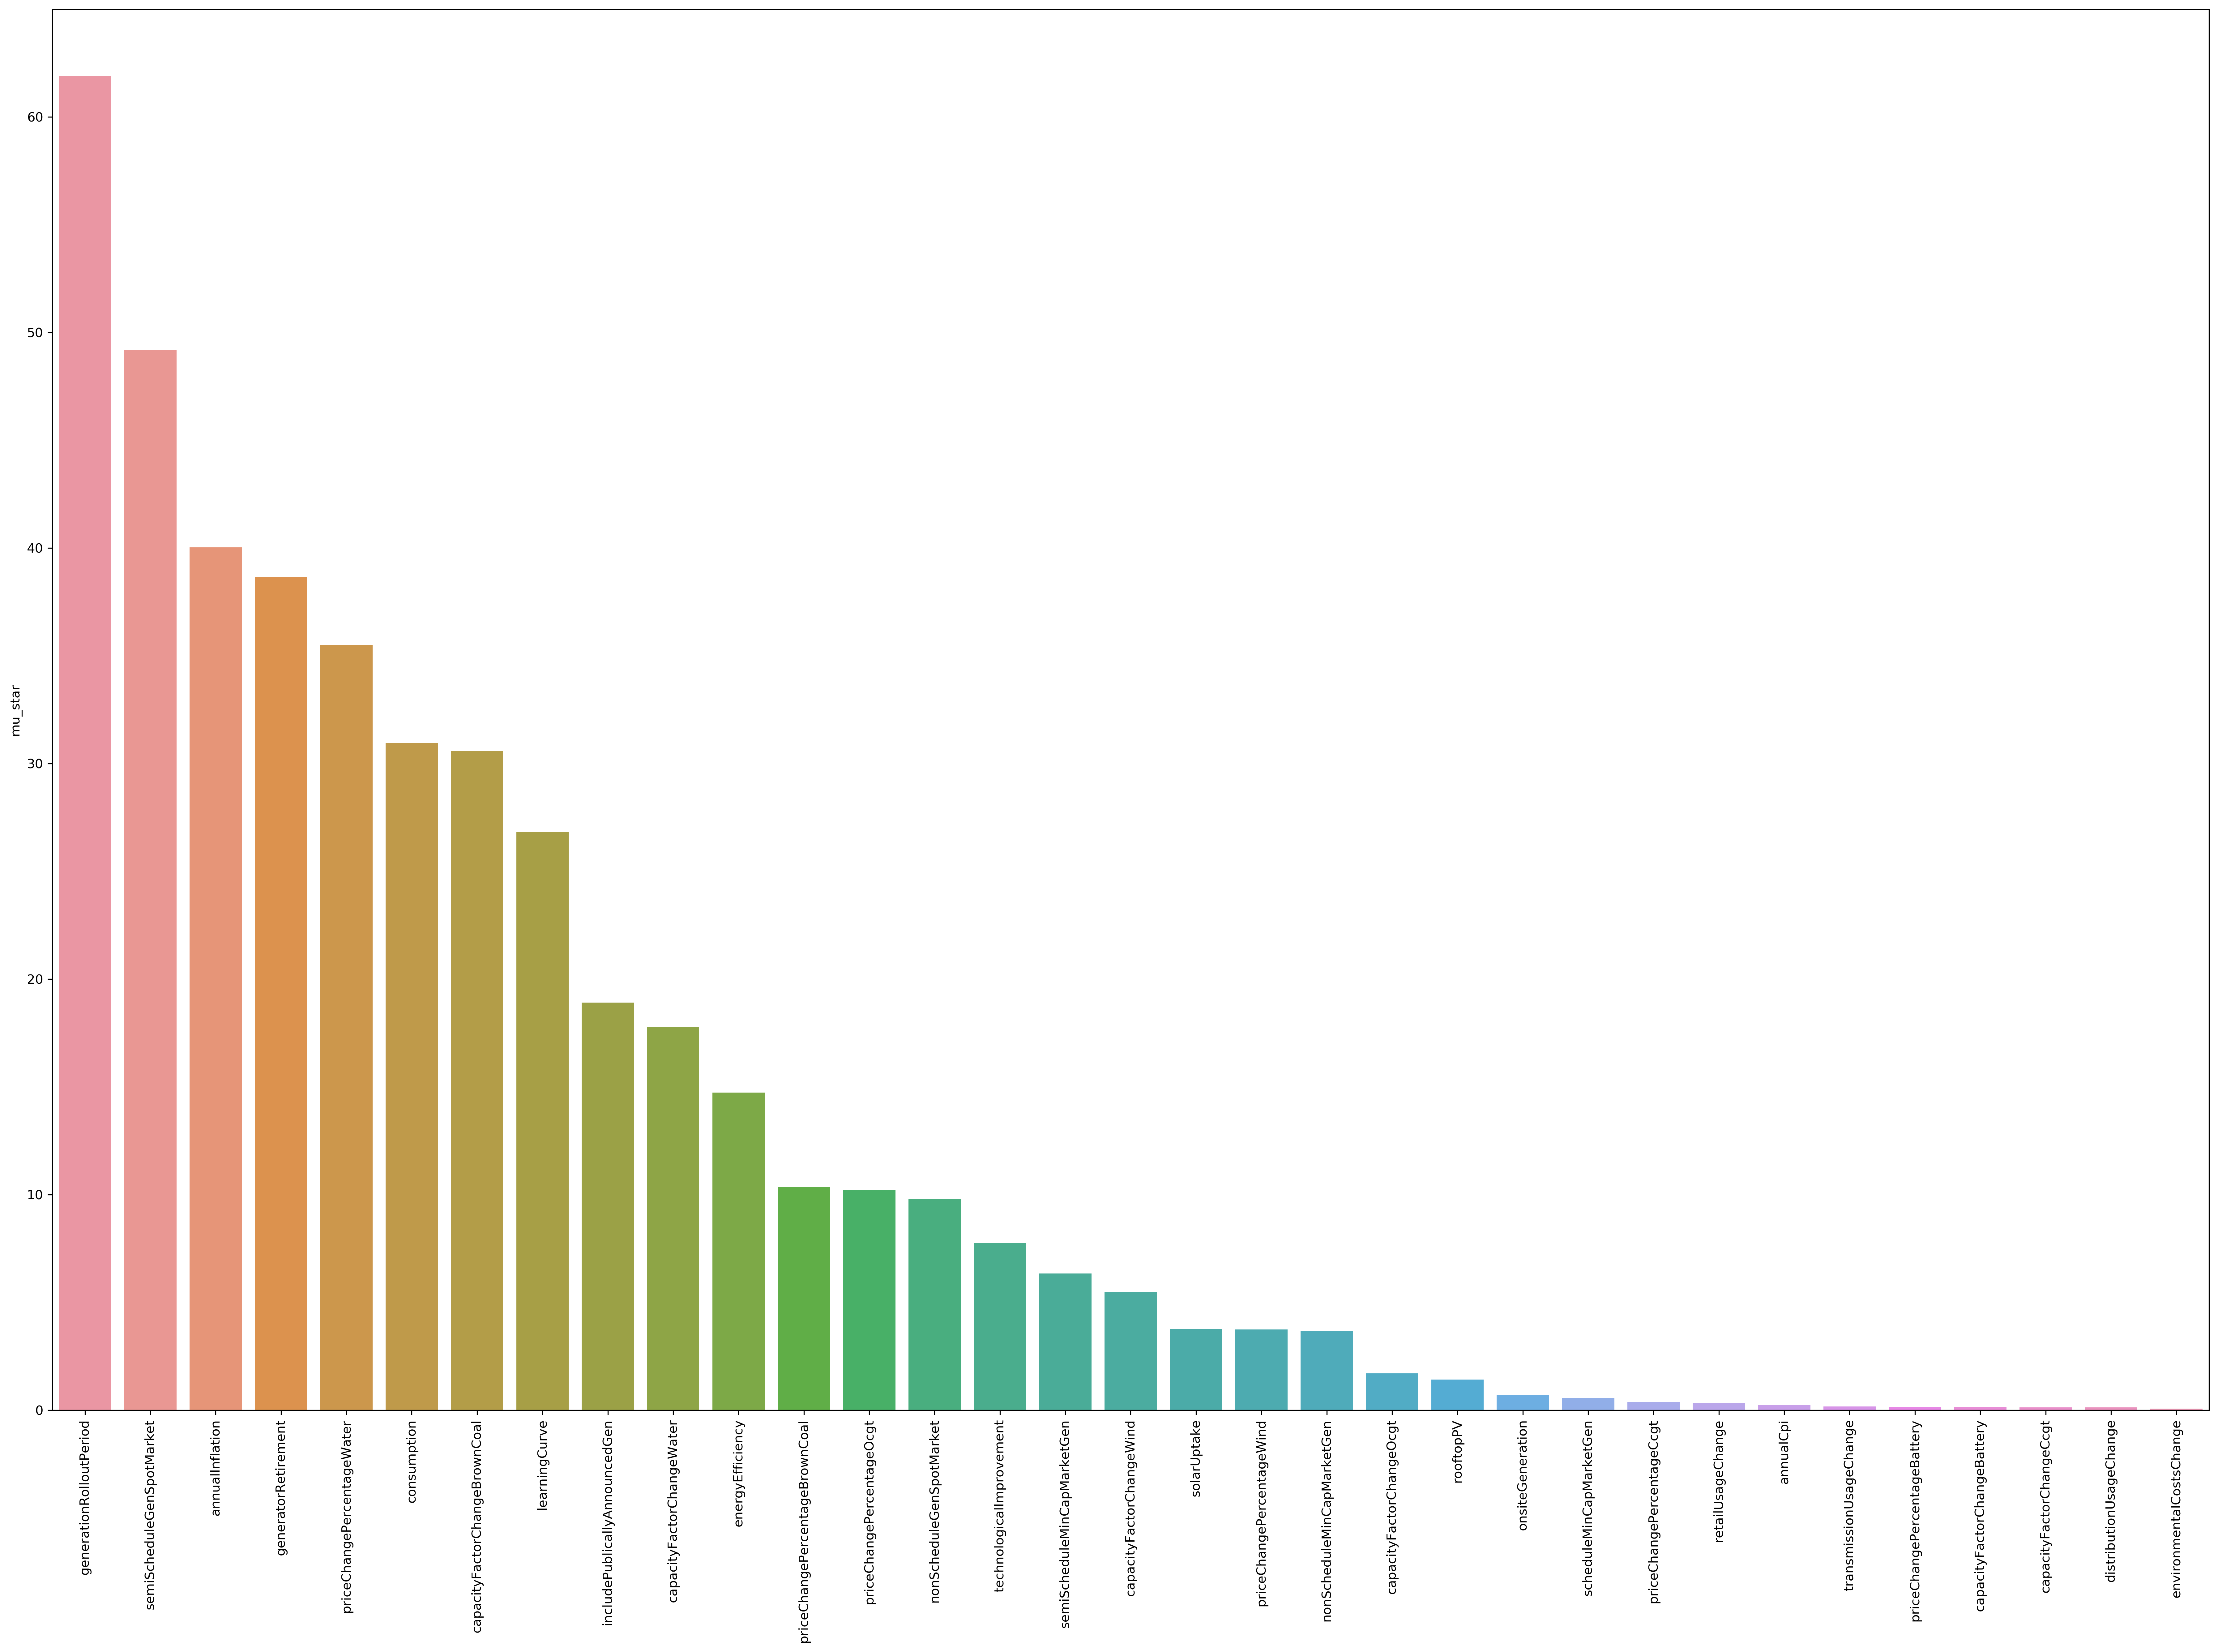 mu_star
60
50
40
30
20
10
0
generationRolloutPeriod
semiScheduleGenSpotMarket
annualInflation
generatorRetirement
priceChangePercentageWater
consumption
capacityFactorChangeBrownCoal
learningCurve
includePublicallyAnnouncedGen
capacityFactorChangeWater
energyEfficiency
priceChangePercentageBrownCoal
priceChangePercentageOcgt
nonScheduleGenSpotMarket
technologicalImprovement
semiScheduleMinCapMarketGen
capacityFactorChangeWind
solarUptake
priceChangePercentageWind
nonScheduleMinCapMarketGen
capacityFactorChangeOcgt
rooftopPV
onsiteGeneration
scheduleMinCapMarketGen
priceChangePercentageCcgt
retailUsageChange
annualCpi
transmissionUsageChange
priceChangePercentageBattery
capacityFactorChangeBattery
capacityFactorChangeCcgt
distributionUsageChange
environmentalCostsChange